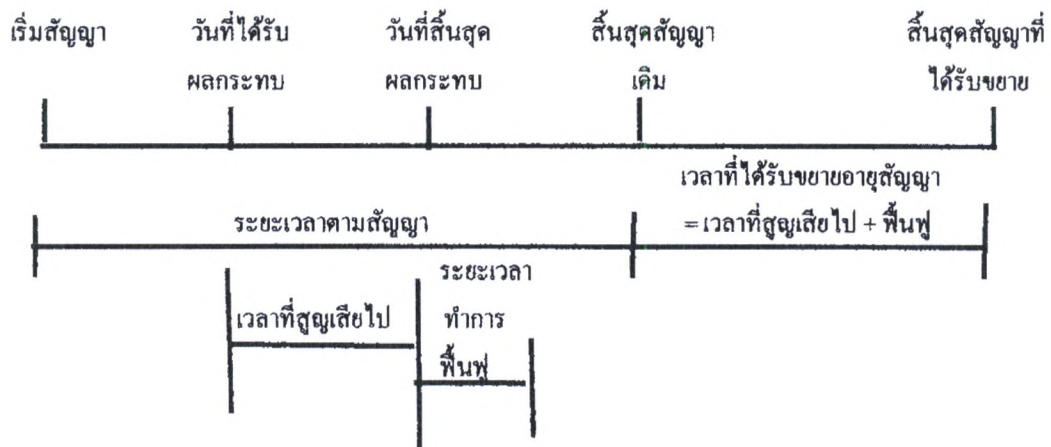 เริ่มสัญญา วันที่ได้รับ วันที่สิ้นสุด สิ้นสุดสัญญา สิ้นสุดสัญญาที่
ผลกระทบ ผลกระทบ เดิม ได้รับขยาย
เวลาที่ได้รับขยายอายุสัญญา
ระยะเวลาตามสัญญา = เวลาที่สูญเสียไป + ฟื้นฟู
ระยะเวลา
เวลาที่สูญเสียไป ทำการ
ฟื้นฟู